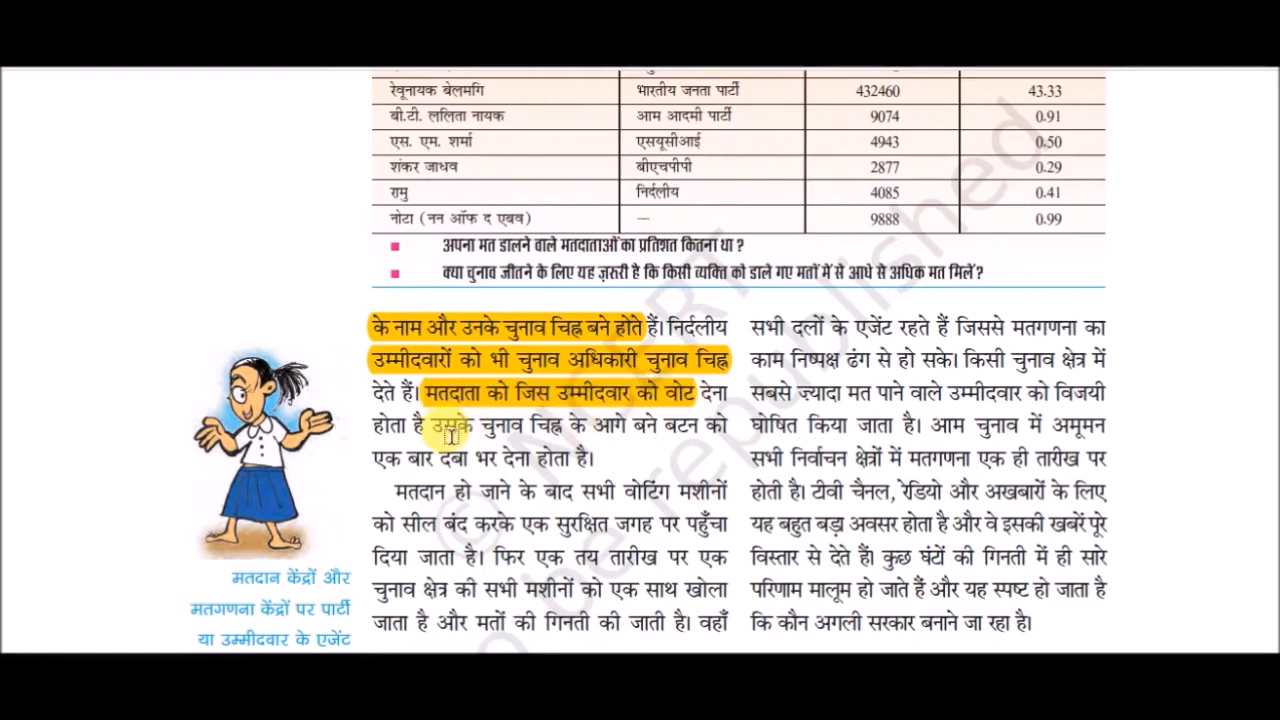 रेवूनायक बेलमगि भारतीय जनता पार्टी 432460 43.33
बी.टी. ललिता नायक आम आदमी पार्टी 9074 0.91
एस. एम. शर्मा एसयूसीआई 4943 0.50
शंकर जाधव बीएचपीपी 2877 0.29
रामु निर्दलीय 4085 0.41
नोटा (नन ऑफ द एबव) — 9888 0.99
अपना मत डालने वाले मतदाताओं का प्रतिशत कितना था?
क्या चुनाव जीतने के लिए यह ज़रूरी है कि किसी व्यक्ति को डाले गए मतों में से आधे से अधिक मत मिलें?
के नाम और उनके चुनाव चिह्न बने होते हैं। निर्दलीय
उम्मीदवारों को भी चुनाव अधिकारी चुनाव चिह्न
देते हैं। मतदाता को जिस उम्मीदवार को वोट देना
होता है उसके चुनाव चिह्न के आगे बने बटन को
एक बार दबा भर देना होता है।
मतदान हो जाने के बाद सभी वोटिंग मशीनों
को सील बंद करके एक सुरक्षित जगह पर पहुँचा
दिया जाता है। फिर एक तय तारीख पर एक
चुनाव क्षेत्र की सभी मशीनों को एक साथ खोला
जाता है और मतों की गिनती की जाती है। वहाँ
सभी दलों के एजेंट रहते हैं जिससे मतगणना का
काम निष्पक्ष ढंग से हो सके। किसी चुनाव क्षेत्र में
सबसे ज़्यादा मत पाने वाले उम्मीदवार को विजयी
घोषित किया जाता है। आम चुनाव में अमूमन
सभी निर्वाचन क्षेत्रों में मतगणना एक ही तारीख पर
होती है। टीवी चैनल, रेडियो और अखबारों के लिए
यह बहुत बड़ा अवसर होता है और वे इसकी खबरें पूरे
विस्तार से देते हैं। कुछ घंटों की गिनती में ही सारे
परिणाम मालूम हो जाते हैं और यह स्पष्ट हो जाता है
कि कौन अगली सरकार बनाने जा रहा है।
मतदान केंद्रों और
मतगणना केंद्रों पर पार्टी
या उम्मीदवार के एजेंट
© NCERT
be republished